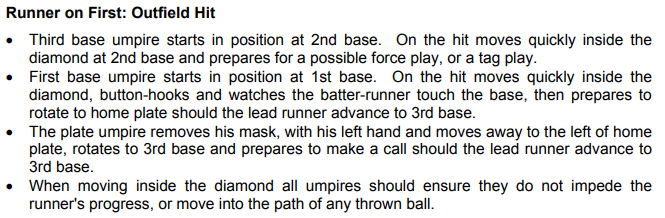 Runner on First: Outfield Hit
• Third base umpire starts in position at 2nd base. On the hit moves quickly inside the
diamond at 2nd base and prepares for a possible force play, or a tag play.
• First base umpire starts in position at 1st base. On the hit moves quickly inside the
diamond, button-hooks and watches the batter-runner touch the base, then prepares to
rotate to home plate should the lead runner advance to 3rd base.
• The plate umpire removes his mask, with his left hand and moves away to the left of home
plate, rotates to 3rd base and prepares to make a call should the lead runner advance to
3rd base.
• When moving inside the diamond all umpires should ensure they do not impede the
runner's progress, or move into the path of any thrown ball.